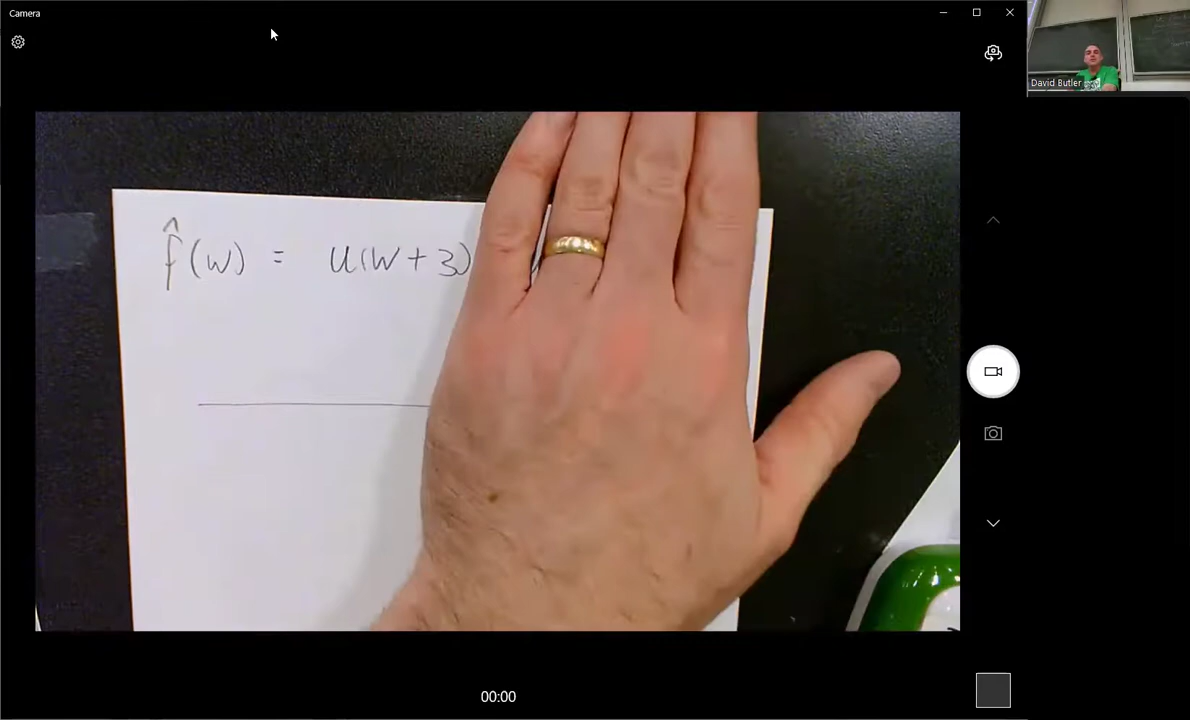 Camera
David Butler
f̂(w) = u(w+3)
00:00